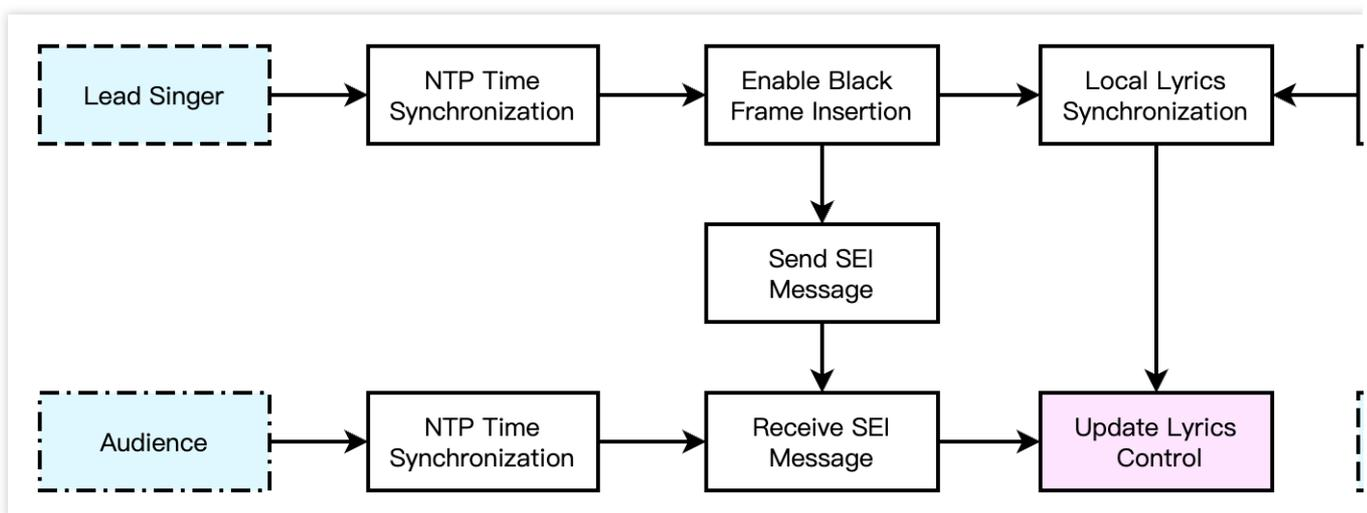 Lead Singer
NTP Time
Synchronization
Enable Black
Frame Insertion
Local Lyrics
Synchronization
Send SEI
Message
Audience
NTP Time
Synchronization
Receive SEI
Message
Update Lyrics
Control